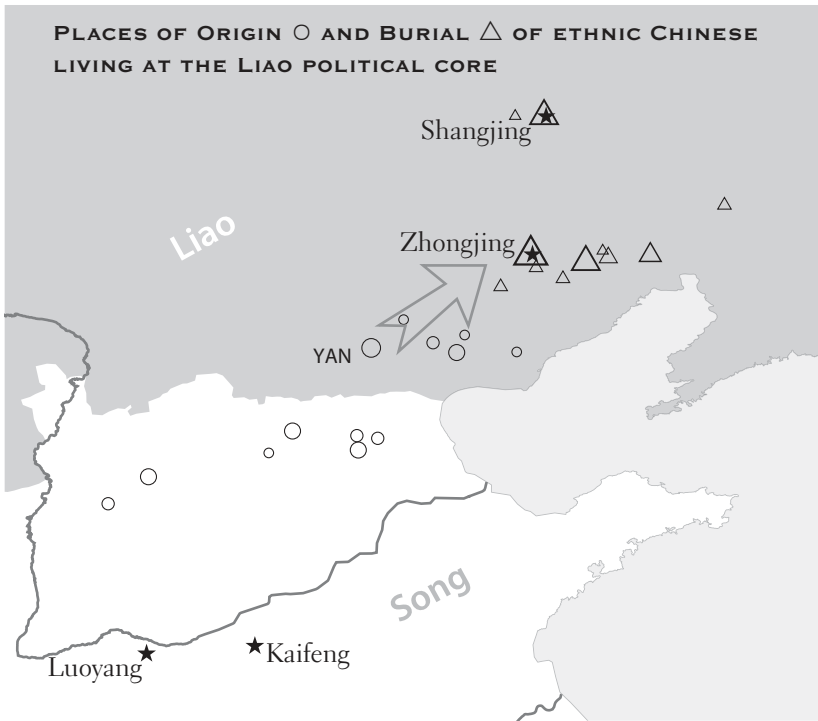 Places of Origin ○ and Burial △ of ethnic Chinese
living at the Liao political core
Shangjing
Liao
Zhongjing
YAN
Song
Luoyang
Kaifeng